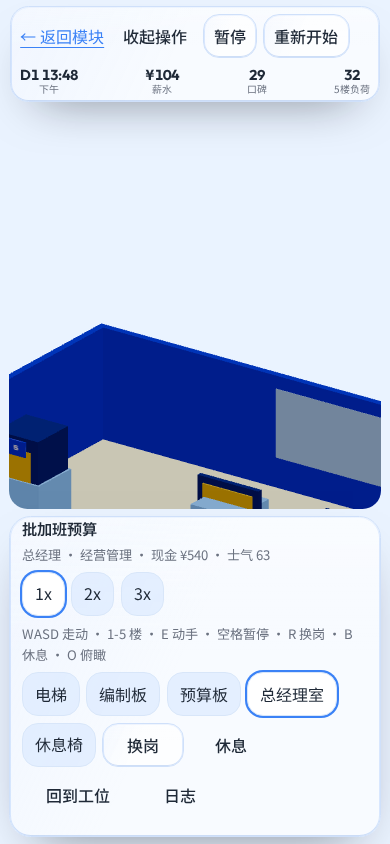 ← 返回模块 收起操作 暂停 重新开始
D1 13:48 ¥104 29 32
下午 薪水 口碑 5楼负荷
批加班预算
总经理 • 经营管理 • 现金 ¥540 • 士气 63
1x 2x 3x
WASD 走动 • 1-5 楼 • E 动手 • 空格暂停 • R 换岗 • B
休息 • O 俯瞰
电梯 编制板 预算板 总经理室
休息椅 换岗 休息
回到工位 日志